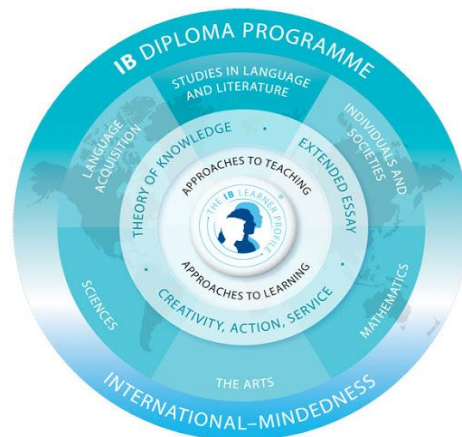 IB DIPLOMA PROGRAMME
STUDIES IN LANGUAGE
AND LITERATURE
LANGUAGE
ACQUISITION
INDIVIDUALS AND
SOCIETIES
THEORY OF KNOWLEDGE
EXTENDED ESSAY
APPROACHES TO TEACHING
THE IB LEARNER PROFILE
APPROACHES TO LEARNING
CREATIVITY, ACTION, SERVICE
SCIENCES
MATHEMATICS
THE ARTS
INTERNATIONAL–MINDEDNESS